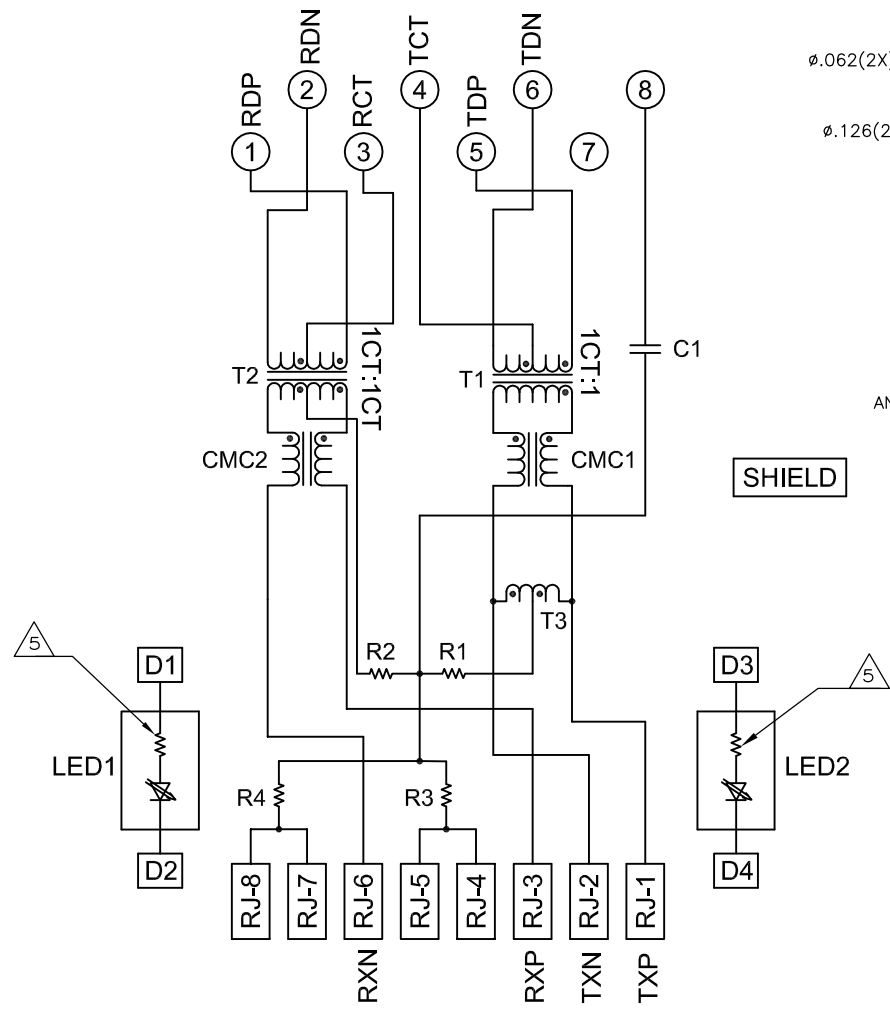 RDP
RDN
RCT
TCT
TDP
TDN
1
2
3
4
5
6
7
8
ø.062(2X)
ø.126(2
T2
1CT:1CT
T1
1CT:1
C1
AN
CMC2
CMC1
SHIELD
T3
R2
R1
5
D1
D3
5
LED1
LED2
R4
R3
D2
D4
RJ-8
RJ-7
RJ-6
RJ-5
RJ-4
RJ-3
RJ-2
RJ-1
RXN
RXP
TXN
TXP